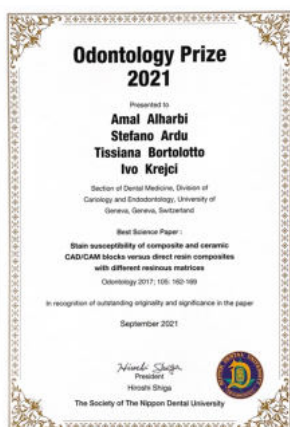 Odontology Prize
2021
Presented to
Amal Alharbi
Stefano Ardu
Tissiana Bortolotto
Ivo Krejci
Section of Dental Medicine, Division of
Cariology and Endodontology, University of
Geneva, Geneva, Switzerland
Best Science Paper :
Stain susceptibility of composite and ceramic
CAD/CAM blocks versus direct resin composites
with different resinous matrices
Odontology 2017; 105: 162-169
In recognition of outstanding originality and significance in the paper
September 2021
Hiroshi Shiga
President
Hiroshi Shiga
The Society of The Nippon Dental University